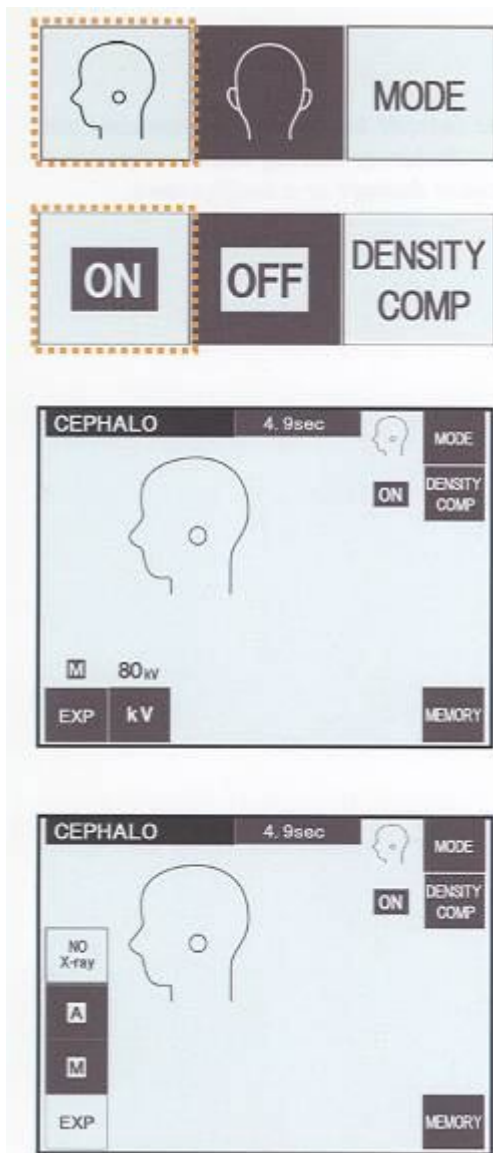 MODE
ON OFF DENSITY
COMP
CEPHALO 4.9sec
MODE
ON DENSITY
COMP
M 80kV
EXP kV MEMORY
CEPHALO 4.9sec
MODE
ON DENSITY
COMP
NO
X-ray
A
M
EXP MEMORY